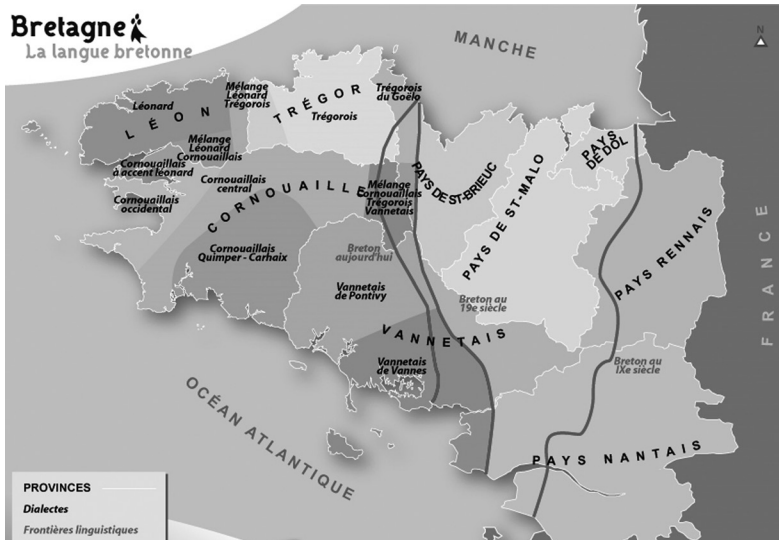 Bretagne
La langue bretonne
MANCHE
N
Léonard
LÉON
Mélange
Léonard
Trégorois
TRÉGOR
Trégorois
Trégorois
du Goëlo
Mélange
Léonard
Cornouaillais
Cornouaillais
à accent léonard
Cornouaillais
central
Cornouaillais
occidental
CORNOUAILLE
Mélange
Cornouaillais
Trégorois
Vannetais
PAYS DE ST-BRIEUC
PAYS DE ST-MALO
PAYS
DE DOL
PAYS RENNAIS
FRANCE
Cornouaillais
Quimper - Carhaix
Breton
aujourd'hui
Vannetais
de Pontivy
Breton au
19e siècle
VANNETAIS
Vannetais
de Vannes
Breton au
IXe siècle
OCÉAN ATLANTIQUE
PAYS NANTAIS
PROVINCES
Dialectes
Frontières linguistiques